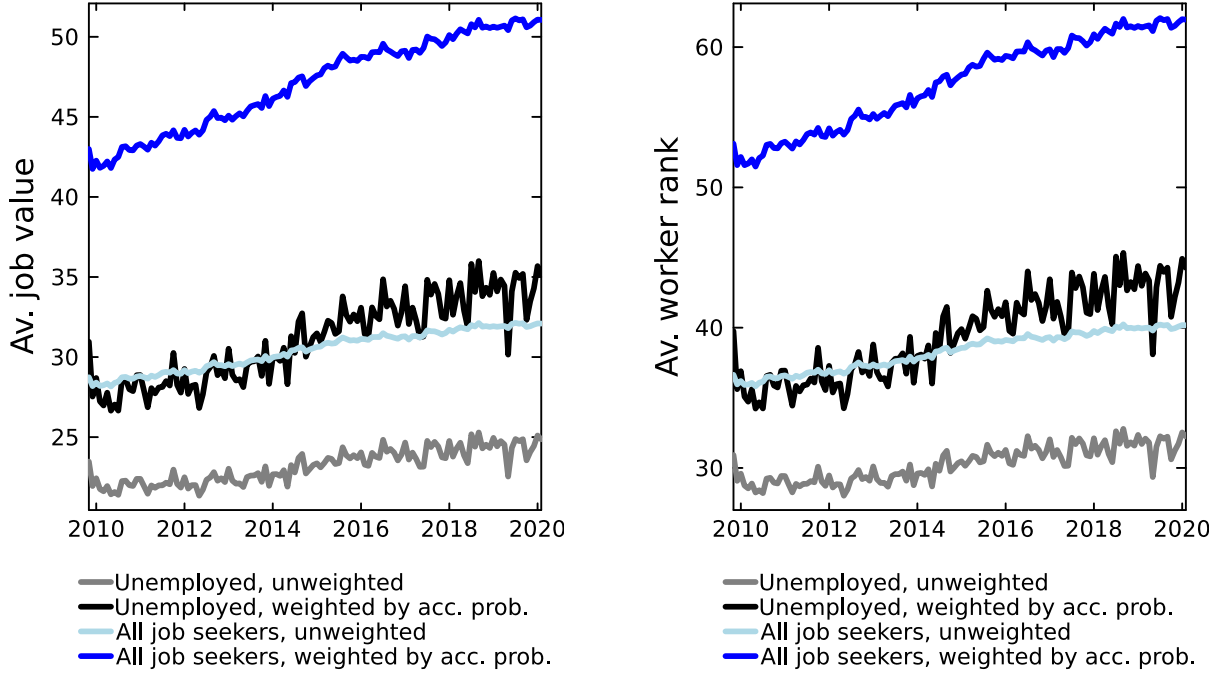 Av. job value
50
45
40
35
30
25
2010 2012 2014 2016 2018 2020
Unemployed, unweighted
Unemployed, weighted by acc. prob.
All job seekers, unweighted
All job seekers, weighted by acc. prob.
Av. worker rank
60
50
40
30
2010 2012 2014 2016 2018 2020
Unemployed, unweighted
Unemployed, weighted by acc. prob.
All job seekers, unweighted
All job seekers, weighted by acc. prob.